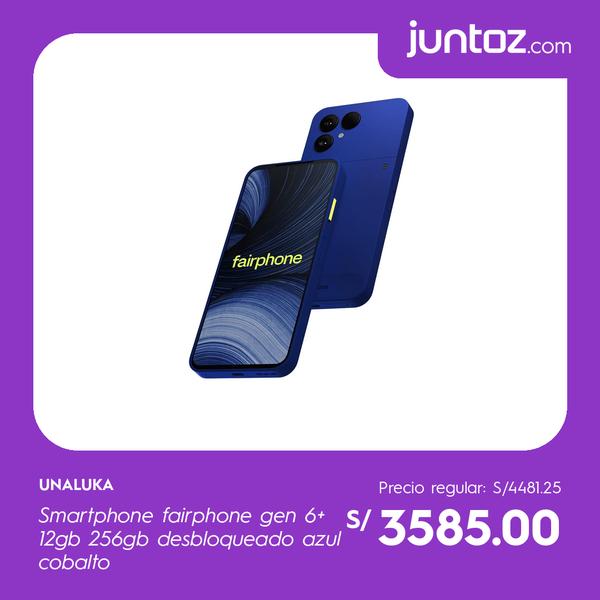 juntoz.com
fairphone
UNALUKA
Precio regular: S/4481.25
Smartphone fairphone gen 6+
12gb 256gb desbloqueado azul
cobalto
S/ 3585.00